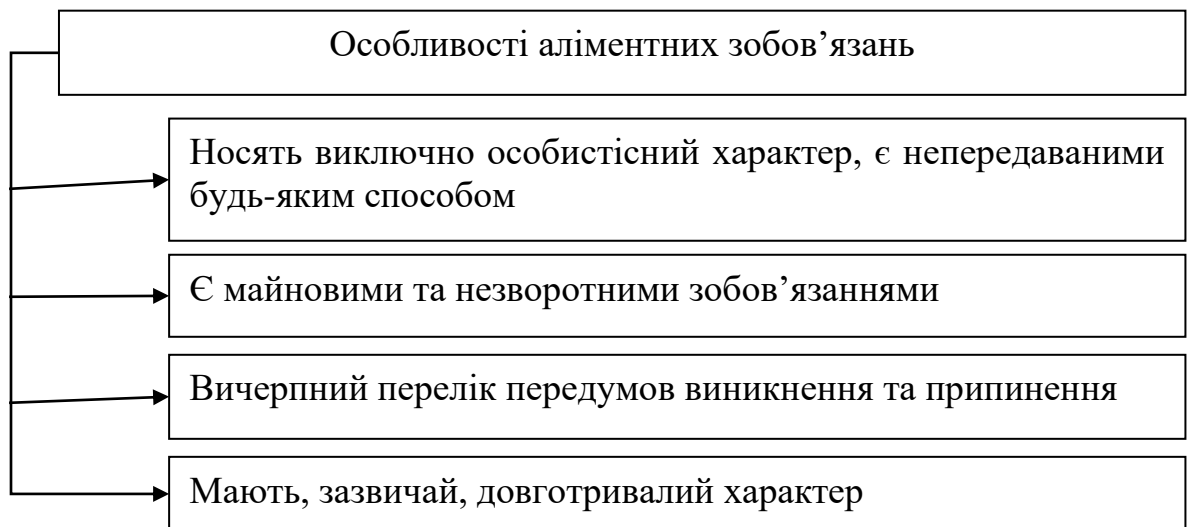 Особливості аліментних зобов’язань
Носять виключно особистісний характер, є непередаваними
будь-яким способом
Є майновими та незворотними зобов’язаннями
Вичерпний перелік передумов виникнення та припинення
Мають, зазвичай, довготривалий характер